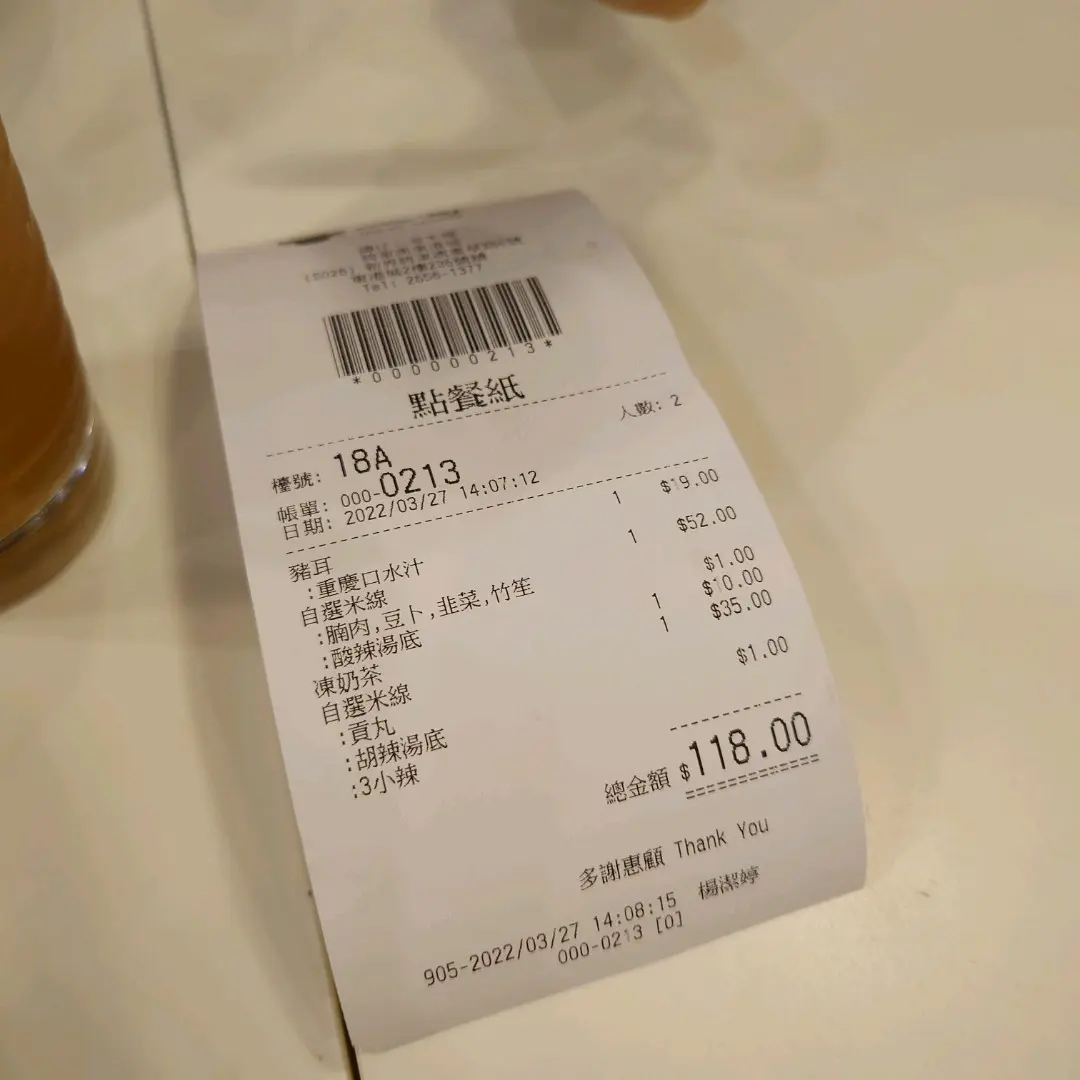 Tel:
*000000213*
點餐紙
人數: 2
檯號: 18A
帳單: 000-0213
日期: 2022/03/27 14:07:12
豬耳 1 $19.00
:重慶口水汁
自選米線 1 $52.00
:腩肉,豆卜,韭菜,竹笙
:酸辣湯底 $1.00
凍奶茶 1 $10.00
自選米線 1 $35.00
:貢丸
:胡辣湯底 $1.00
:3小辣
總金額 $118.00
多謝惠顧 Thank You
905-2022/03/27 14:08:15 楊潔婷
000-0213 [0]